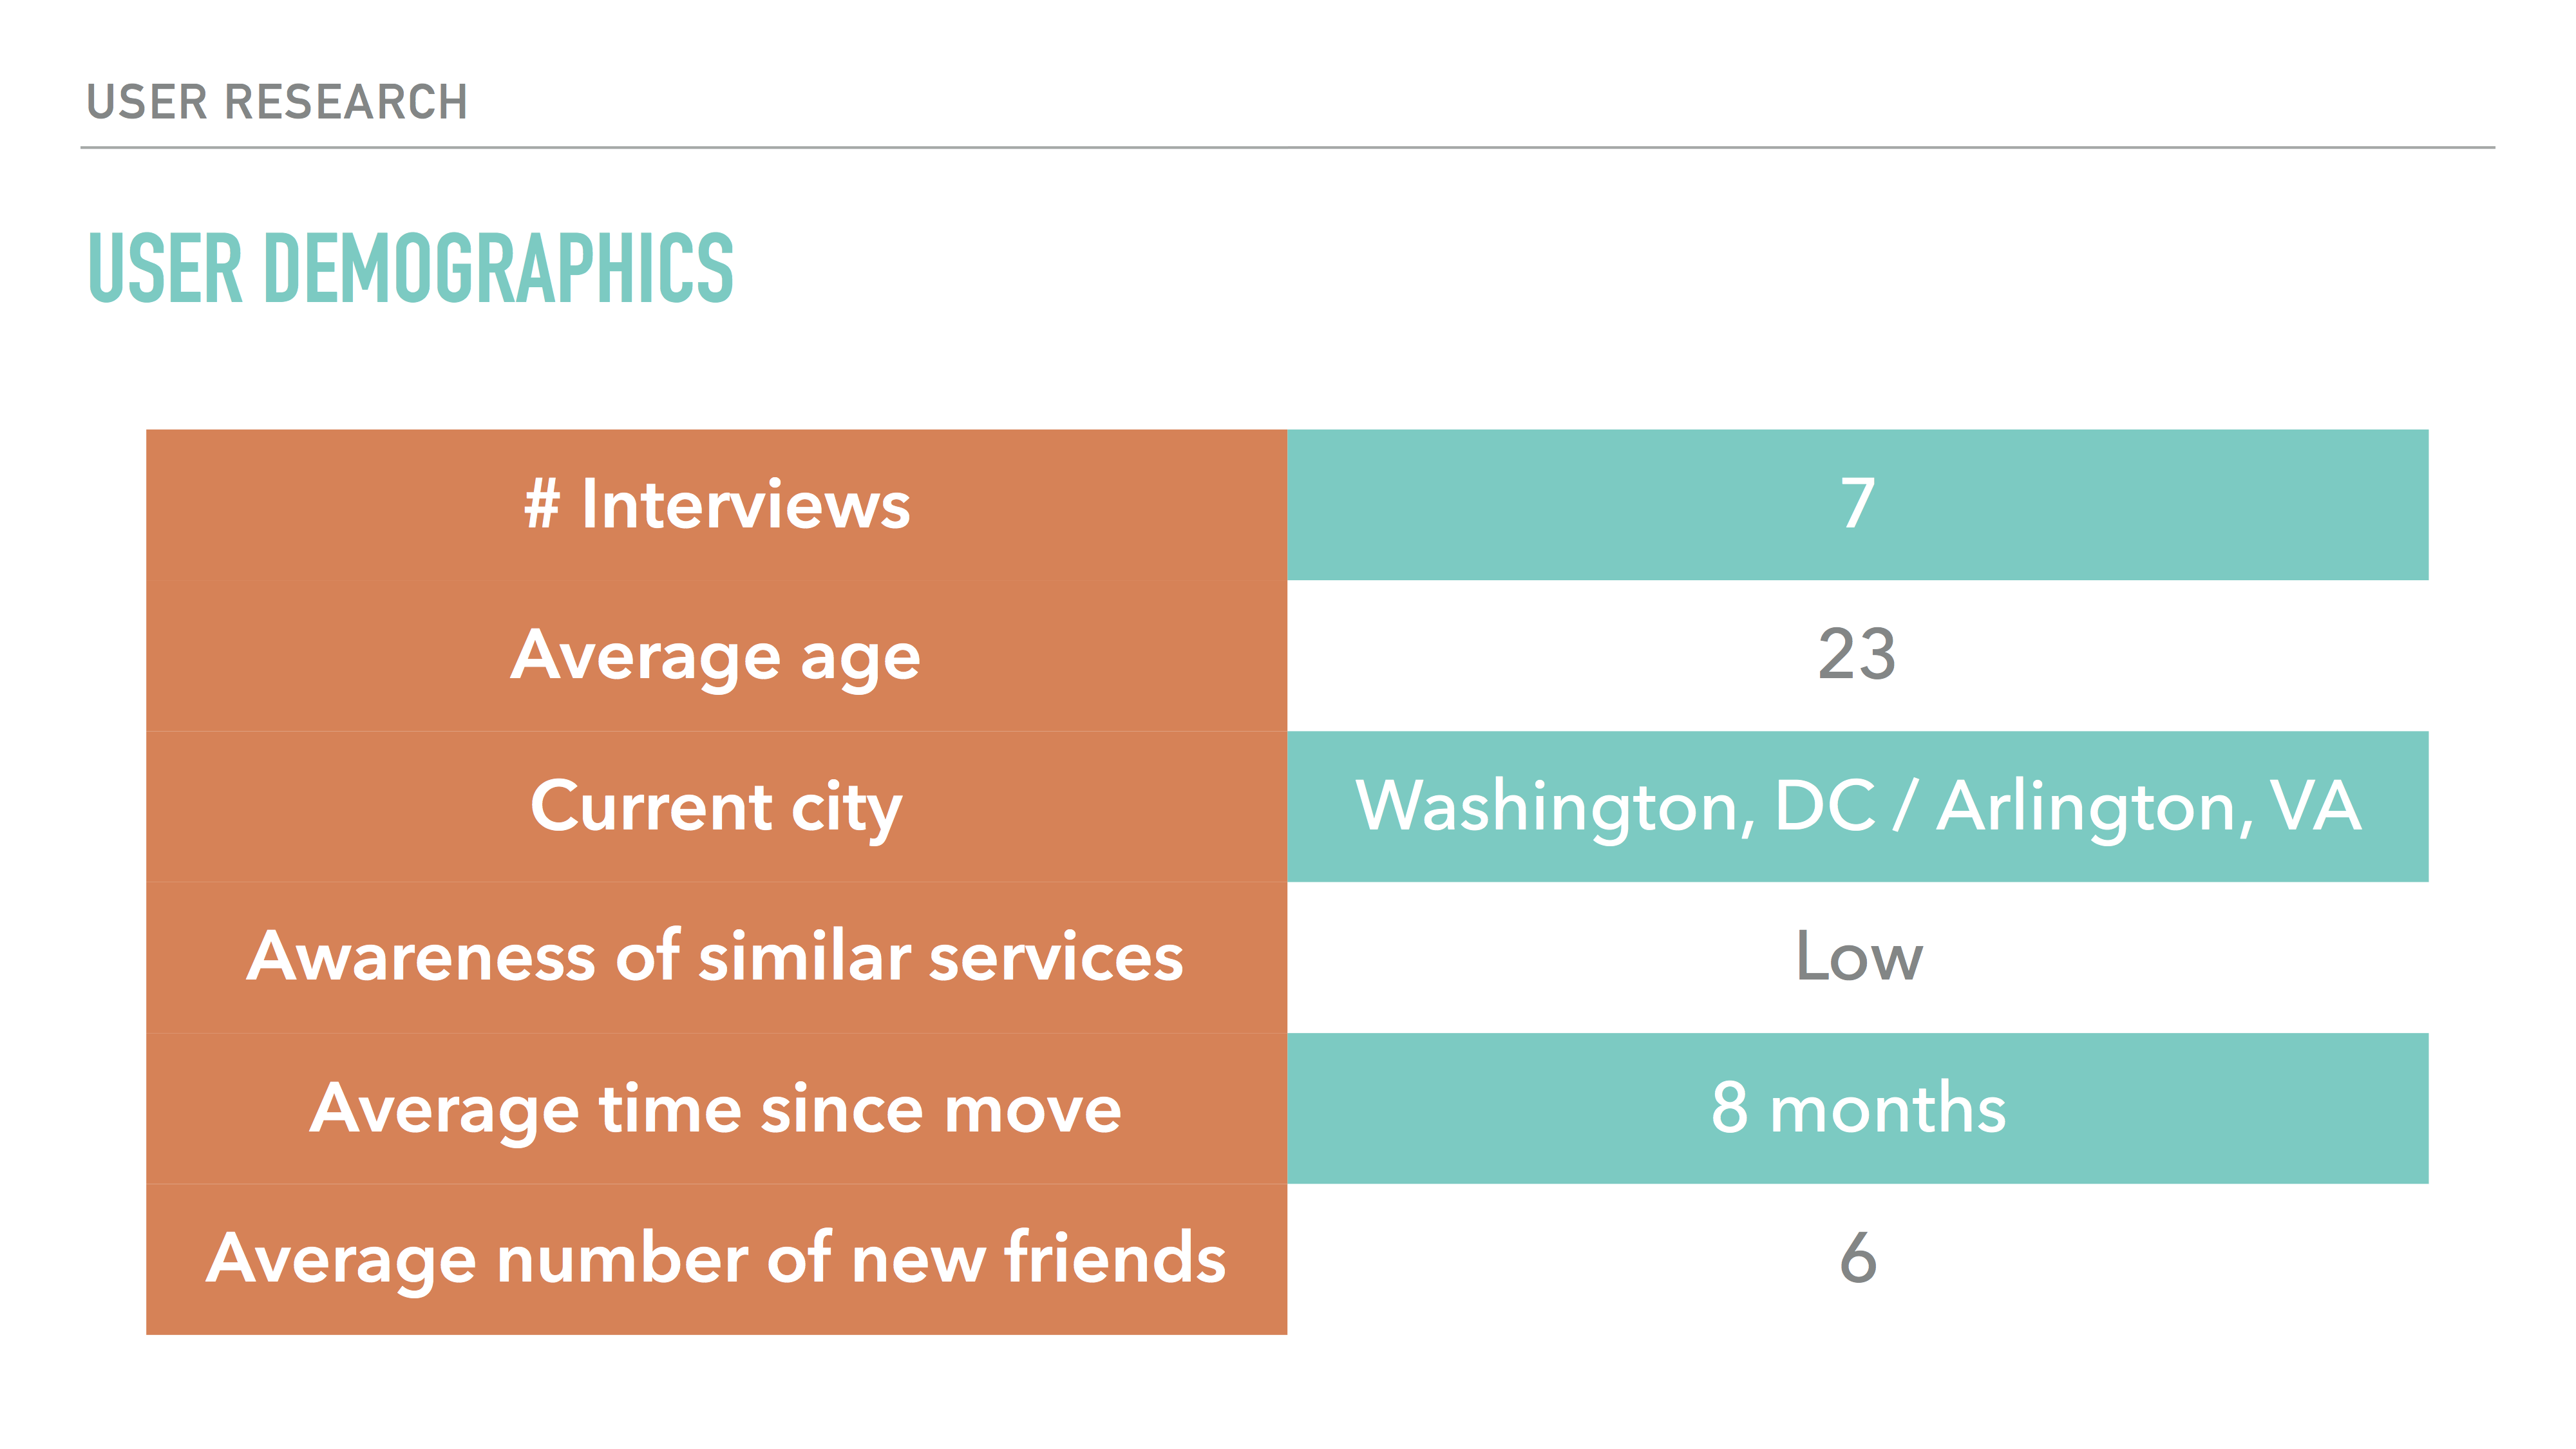 USER RESEARCH
USER DEMOGRAPHICS
# Interviews 7
Average age 23
Current city Washington, DC / Arlington, VA
Awareness of similar services Low
Average time since move 8 months
Average number of new friends 6